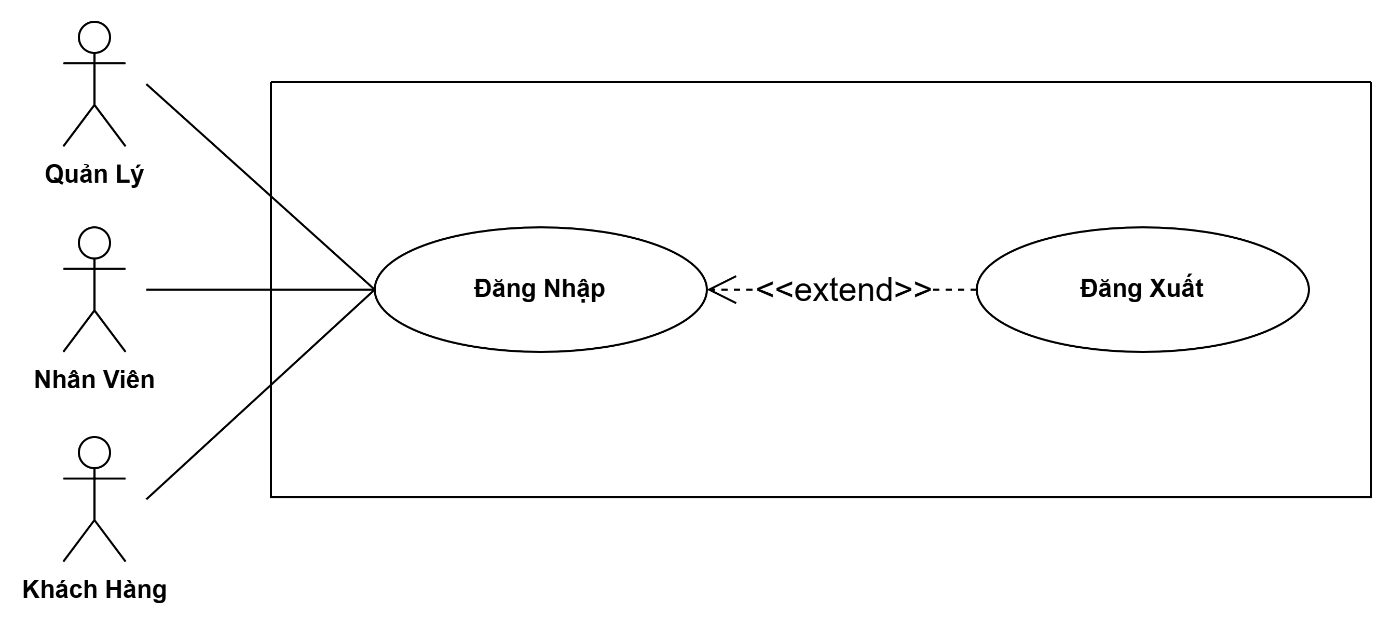 Quản Lý
Nhân Viên
Khách Hàng
Đăng Nhập
<<extend>>
Đăng Xuất